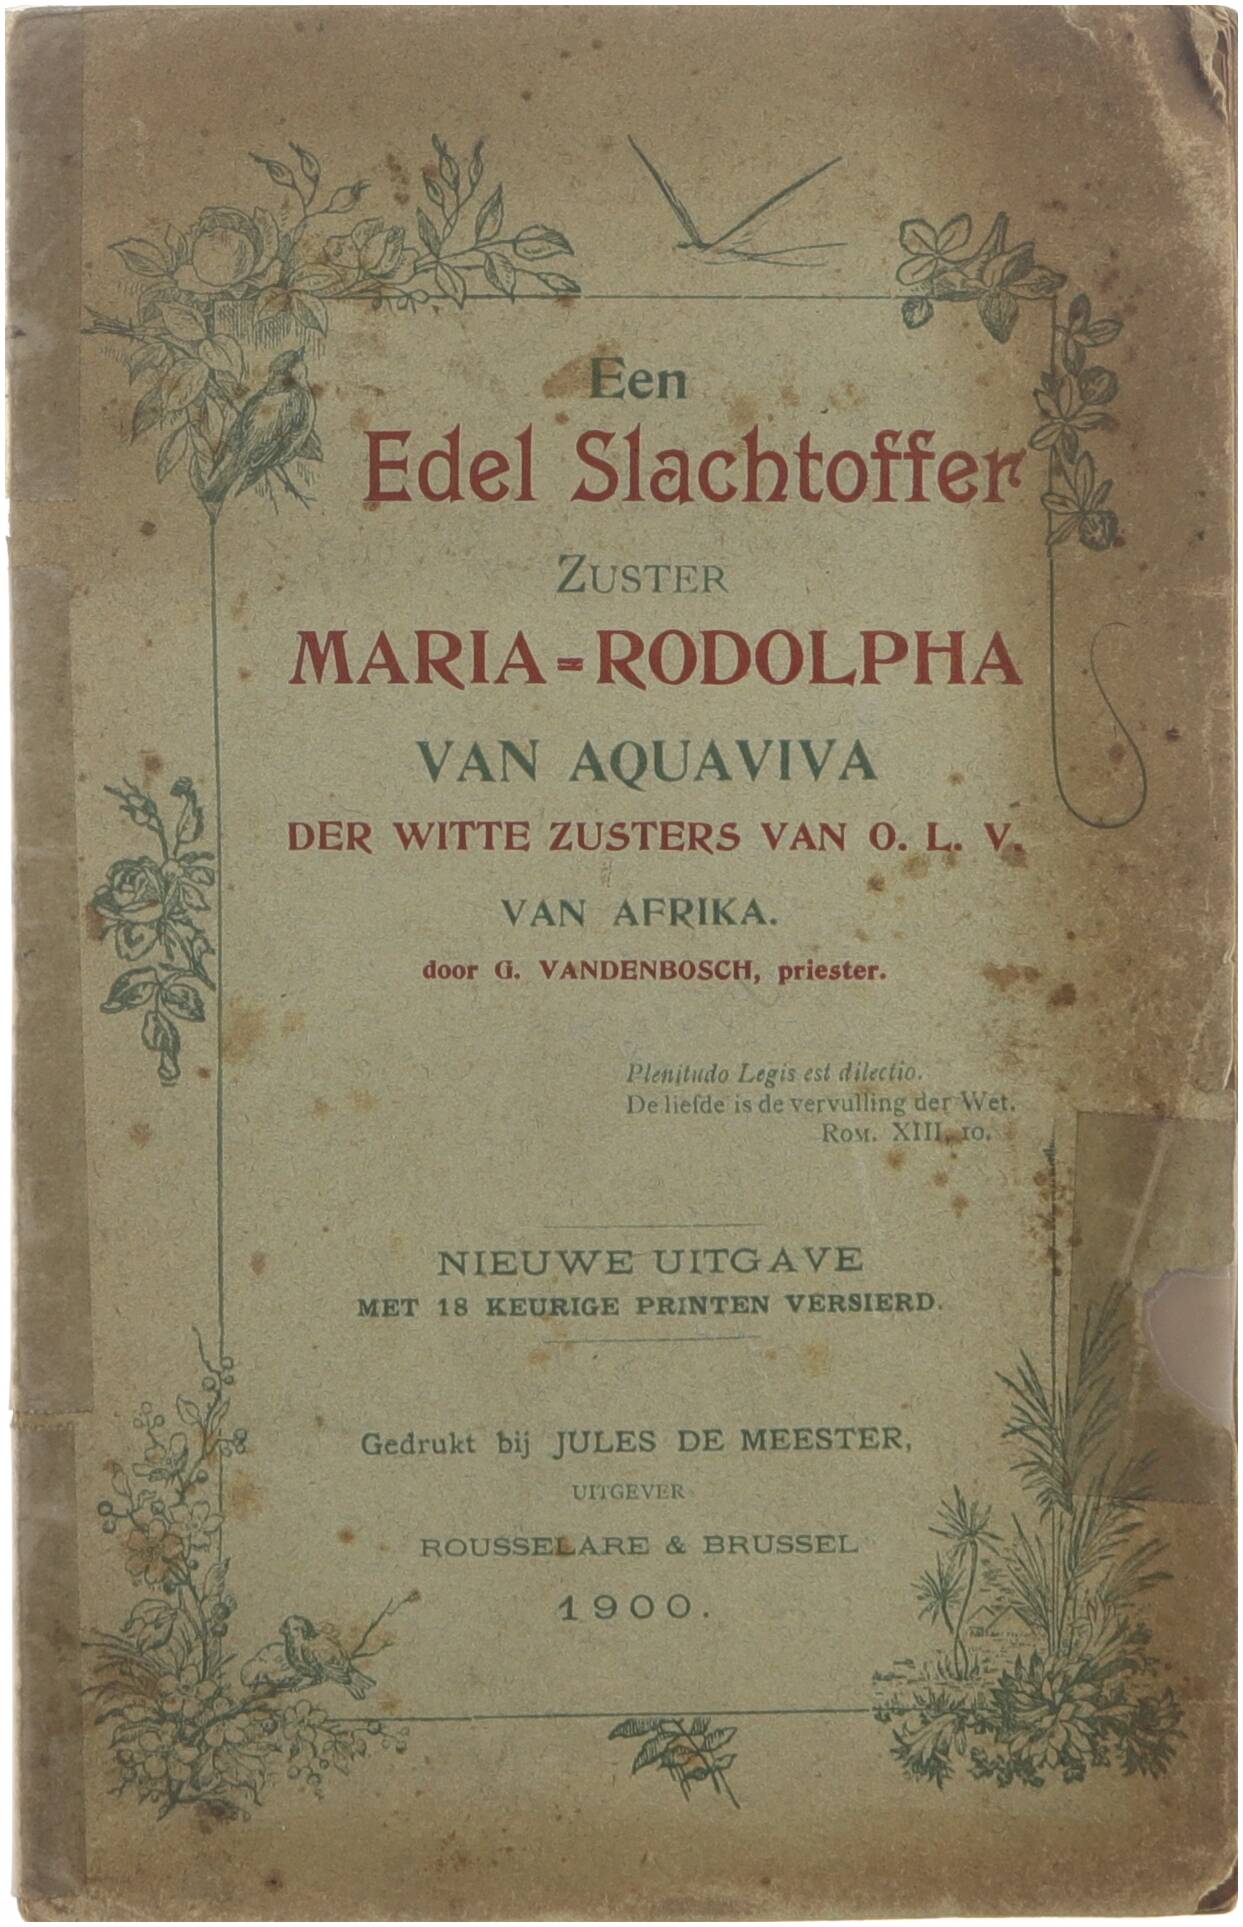 Een
Edel Slachtoffer
ZUSTER
MARIA=RODOLPHA
VAN AQUAVIVA
DER WITTE ZUSTERS VAN O. L. V.
VAN AFRIKA.
door G. VANDENBOSCH, priester.
Plenitudo Legis est dilectio.
De liefde is de vervulling der Wet.
ROM. XIII, 10.
NIEUWE UITGAVE
MET 18 KEURIGE PRINTEN VERSIERD.
Gedrukt bij JULES DE MEESTER,
UITGEVER
ROUSSELARE & BRUSSEL
1900.